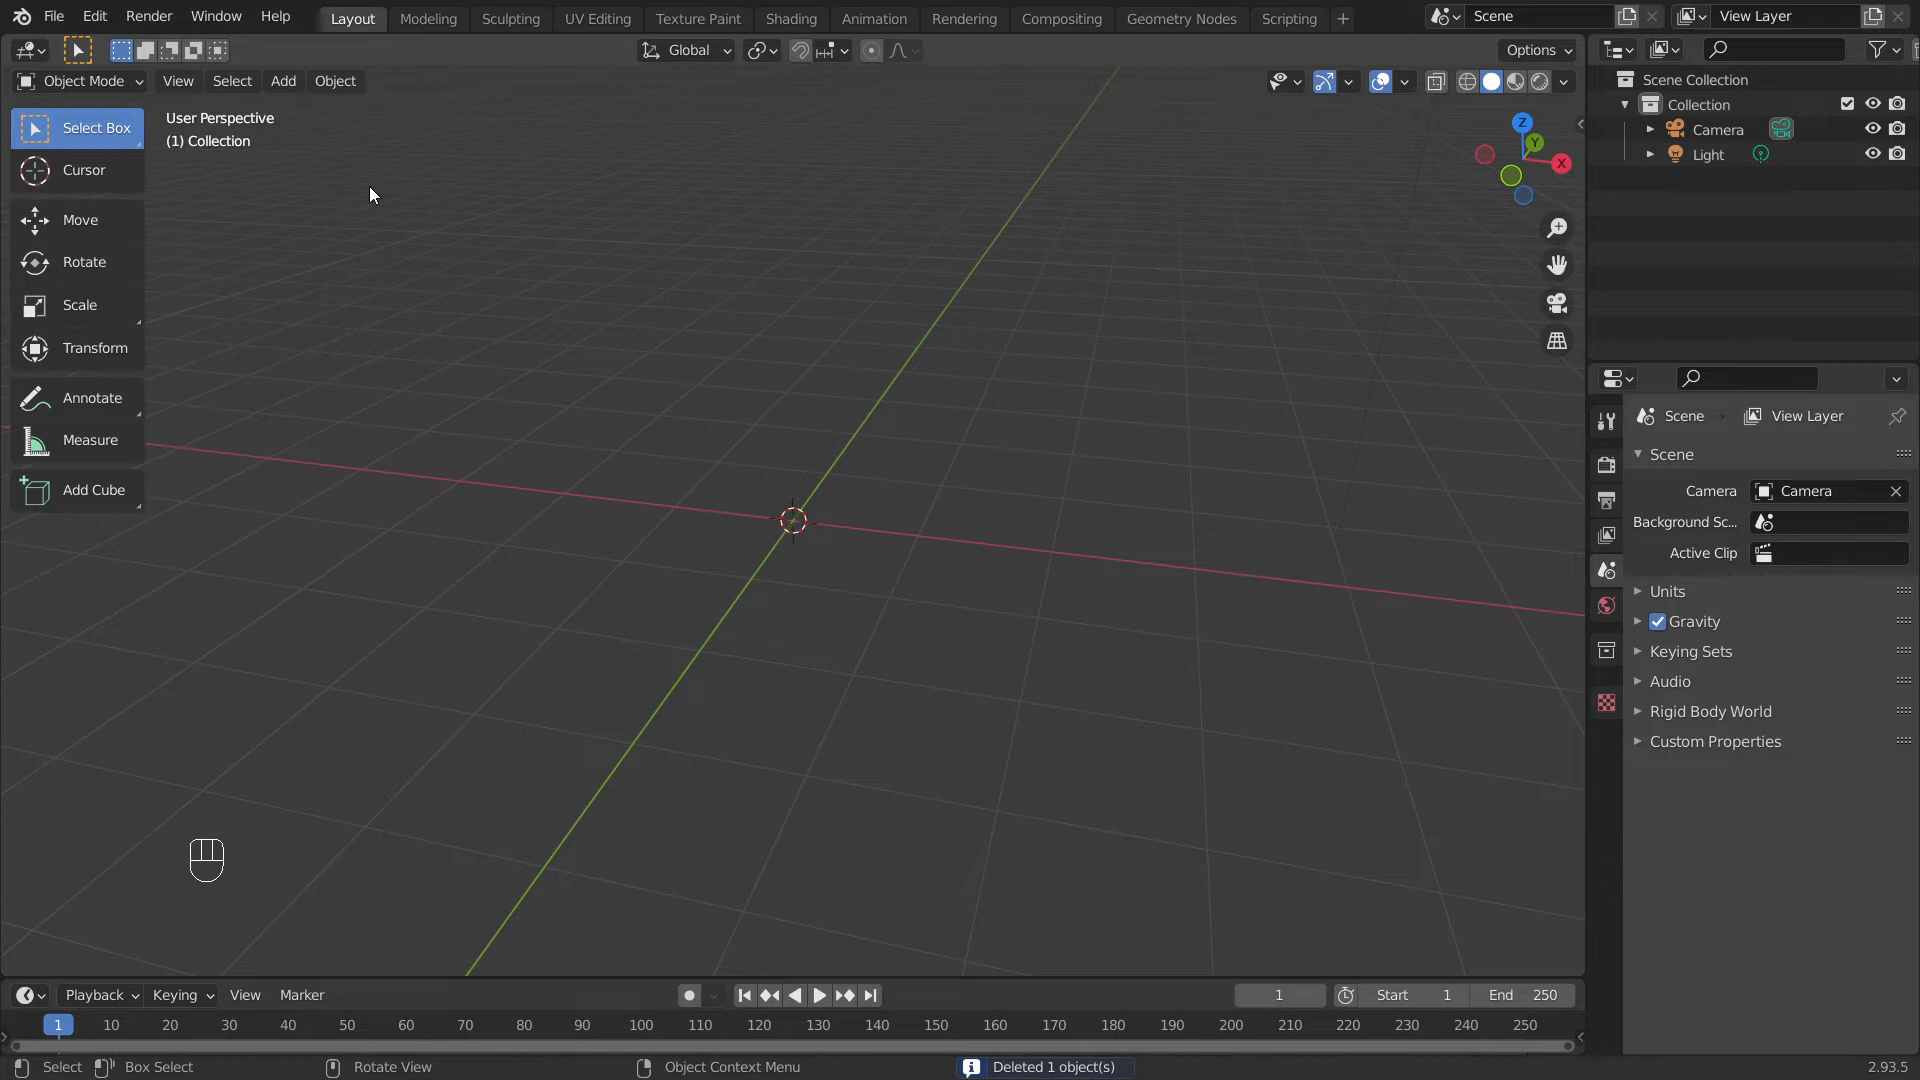 File Edit Render Window Help Layout Modeling Sculpting UV Editing Texture Paint Shading Animation Rendering Compositing Geometry Nodes Scripting + Scene View Layer
Global Options
Object Mode View Select Add Object
User Perspective
(1) Collection
Select Box
Cursor
Move
Rotate
Scale
Transform
Annotate
Measure
Add Cube
Z
Y
X
Scene Collection
Collection
Camera
Light
Scene View Layer
Scene
Camera Camera
Background Sc...
Active Clip
Units
Gravity
Keying Sets
Audio
Rigid Body World
Custom Properties
Playback Keying View Marker 1 Start 1 End 250
1 10 20 30 40 50 60 70 80 90 100 110 120 130 140 150 160 170 180 190 200 210 220 230 240 250
Select Box Select Rotate View Object Context Menu Deleted 1 object(s) 2.93.5